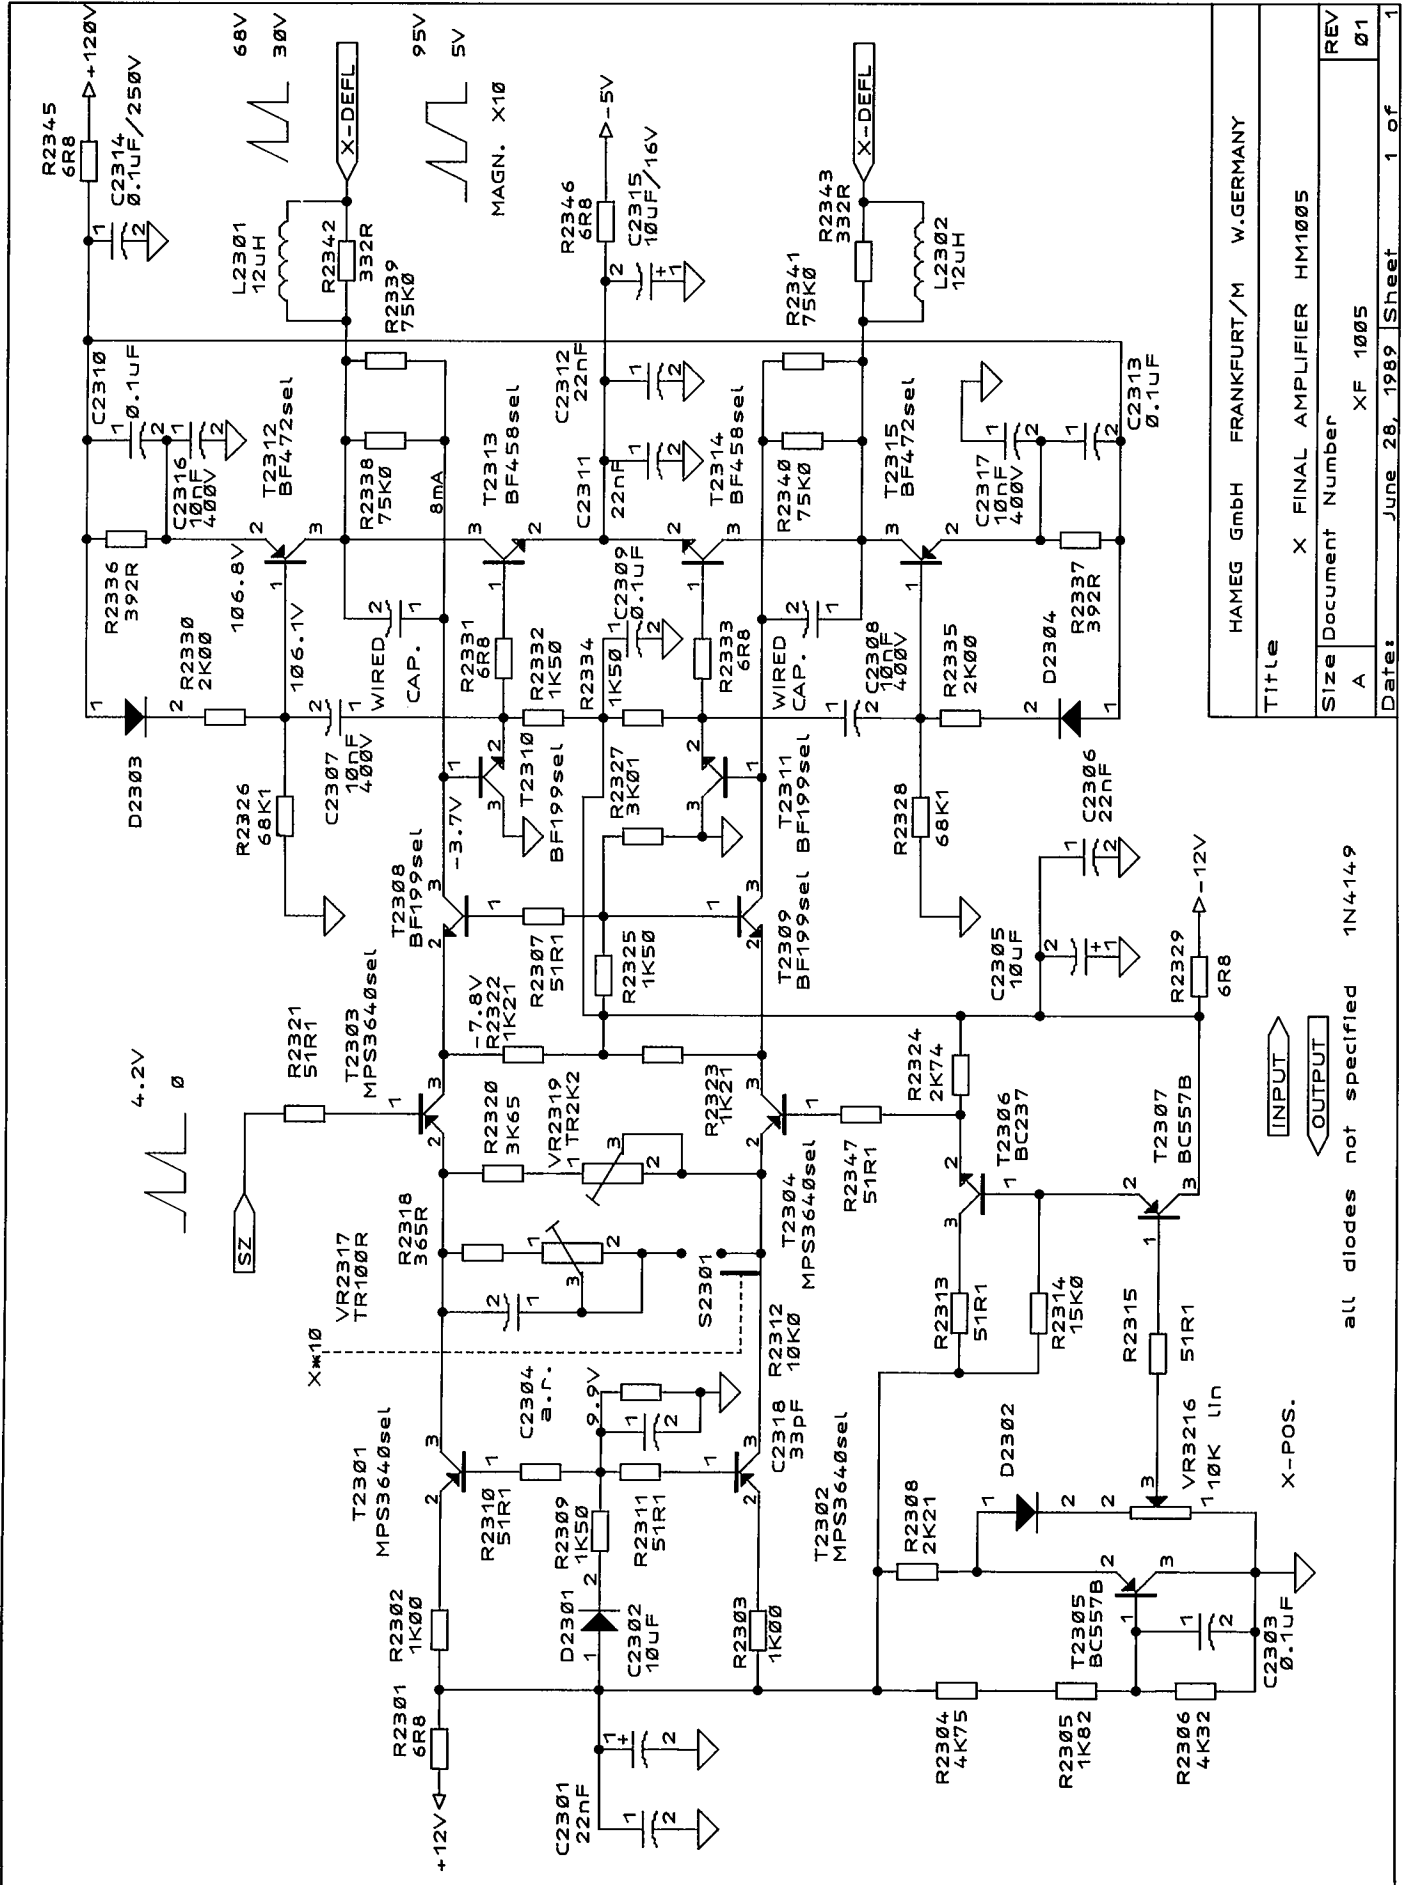 R2345
6R8
+120V
C2314
0.1uF/250V
68V
30V
X-DEFL
95V
5V
MAGN. X10
L2301
12uH
R2342
332R
R2339
75K0
R2346
6R8
-5V
C2315
10uF/16V
X-DEFL
R2343
332R
L2302
12uH
R2341
75K0
C2310
0.1uF
C2316
10nF
400V
T2312
BF472sel
R2338
75K0
8mA
T2313
BF458sel
C2312
22nF
C2311
22nF
T2314
BF458sel
R2340
75K0
T2315
BF472sel
C2317
10nF
400V
C2313
0.1uF
R2336
392R
106.8V
R2330
2K00
106.1V
WIRED
CAP.
R2331
6R8
R2332
1K50
R2334
1K50
C2309
0.1uF
R2333
6R8
WIRED
CAP.
C2308
10nF
400V
R2335
2K00
D2304
R2337
392R
D2303
R2326
68K1
C2307
10nF
400V
-3.7V
T2310
BF199sel
R2327
3K01
T2311
BF199sel
R2328
68K1
C2306
22nF
T2308
BF199sel
R2307
51R1
R2325
1K50
T2309
BF199sel
C2305
10uF
R2329
6R8
-12V
4.2V
0
SZ
R2321
51R1
T2303
MPS3640sel
-7.8V
R2322
1K21
R2320
3K65
VR2319
TR2K2
R2323
1K21
R2324
2K74
T2304
MPS3640sel
R2347
51R1
T2306
BC237
T2307
BC557B
VR2317
TR100R
R2318
365R
S2301
X*10
R2313
51R1
R2314
15K0
R2315
51R1
T2301
MPS3640sel
C2304
a.r.
9.9V
R2312
10K0
C2318
33pF
R2310
51R1
R2309
1K50
R2311
51R1
T2302
MPS3640sel
R2302
1K00
D2301
C2302
10uF
R2303
1K00
R2308
2K21
D2302
VR3216
10K lin
X-POS.
R2301
6R8
+12V
C2301
22nF
R2304
4K75
R2305
1K82
R2306
4K32
T2305
BC557B
C2303
0.1uF
INPUT
OUTPUT
all diodes not specified 1N4149
HAMEG GmbH FRANKFURT/M W.GERMANY
Title
X FINAL AMPLIFIER HM1005
Size Document Number REV
A XF 1005 01
Date: June 28, 1989 Sheet 1 of 1